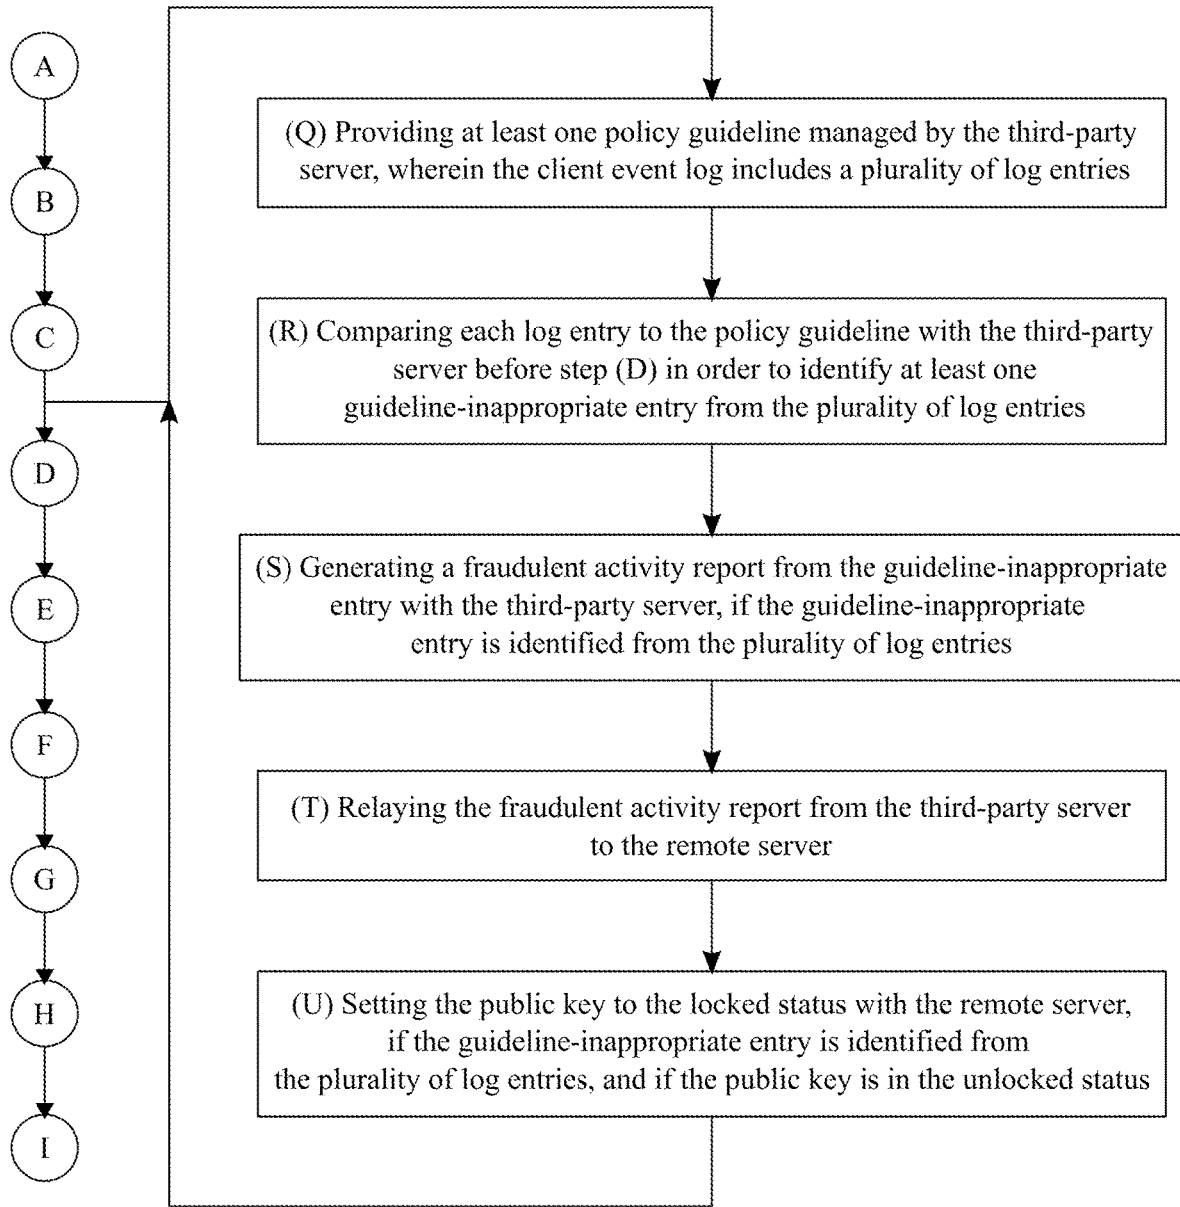 A
B
C
D
E
F
G
H
I
(Q) Providing at least one policy guideline managed by the third-party
server, wherein the client event log includes a plurality of log entries
(R) Comparing each log entry to the policy guideline with the third-party
server before step (D) in order to identify at least one
guideline-inappropriate entry from the plurality of log entries
(S) Generating a fraudulent activity report from the guideline-inappropriate
entry with the third-party server, if the guideline-inappropriate
entry is identified from the plurality of log entries
(T) Relaying the fraudulent activity report from the third-party server
to the remote server
(U) Setting the public key to the locked status with the remote server,
if the guideline-inappropriate entry is identified from
the plurality of log entries, and if the public key is in the unlocked status